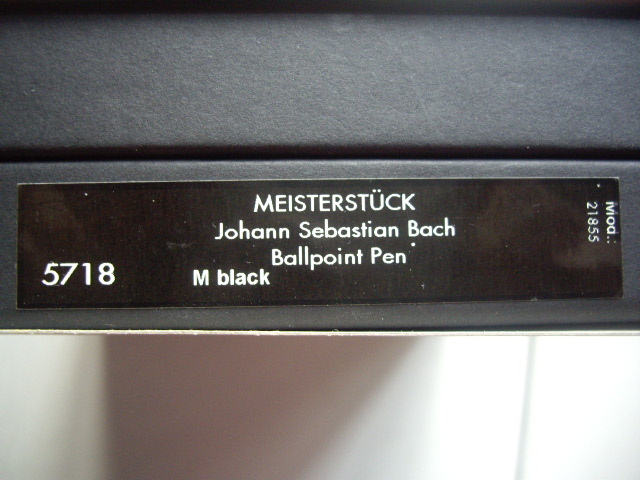 MEISTERSTÜCK
Johann Sebastian Bach
Ballpoint Pen
5718 M black
Mod.:
21855